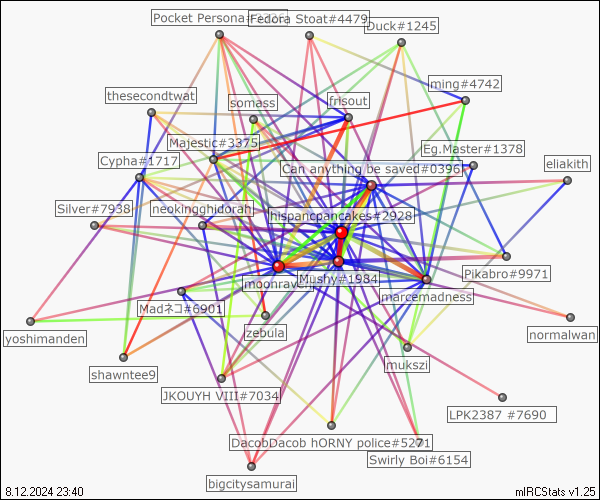 Pocket Persona
Fedora Stoat#4479
Duck#1245
ming#4742
thesecondtwat
somass
frisout
Majestic#3375
Eg.Master#1378
Cypha#1717
Can anything be saved#0396
eliakith
Silver#7938
neokingghidorah
hispancpancakes#2928
Pikabro#9971
moonraven
Mushy#1984
marcemadness
Madネコ#6901
zebula
yoshimanden
normalwan
mukszi
shawntee9
JKOUYH VIII#7034
LPK2387 #7690
DacobDacob hORNY police#5271
Swirly Boi#6154
bigcitysamurai
8.12.2024 23:40
mIRCStats v1.25